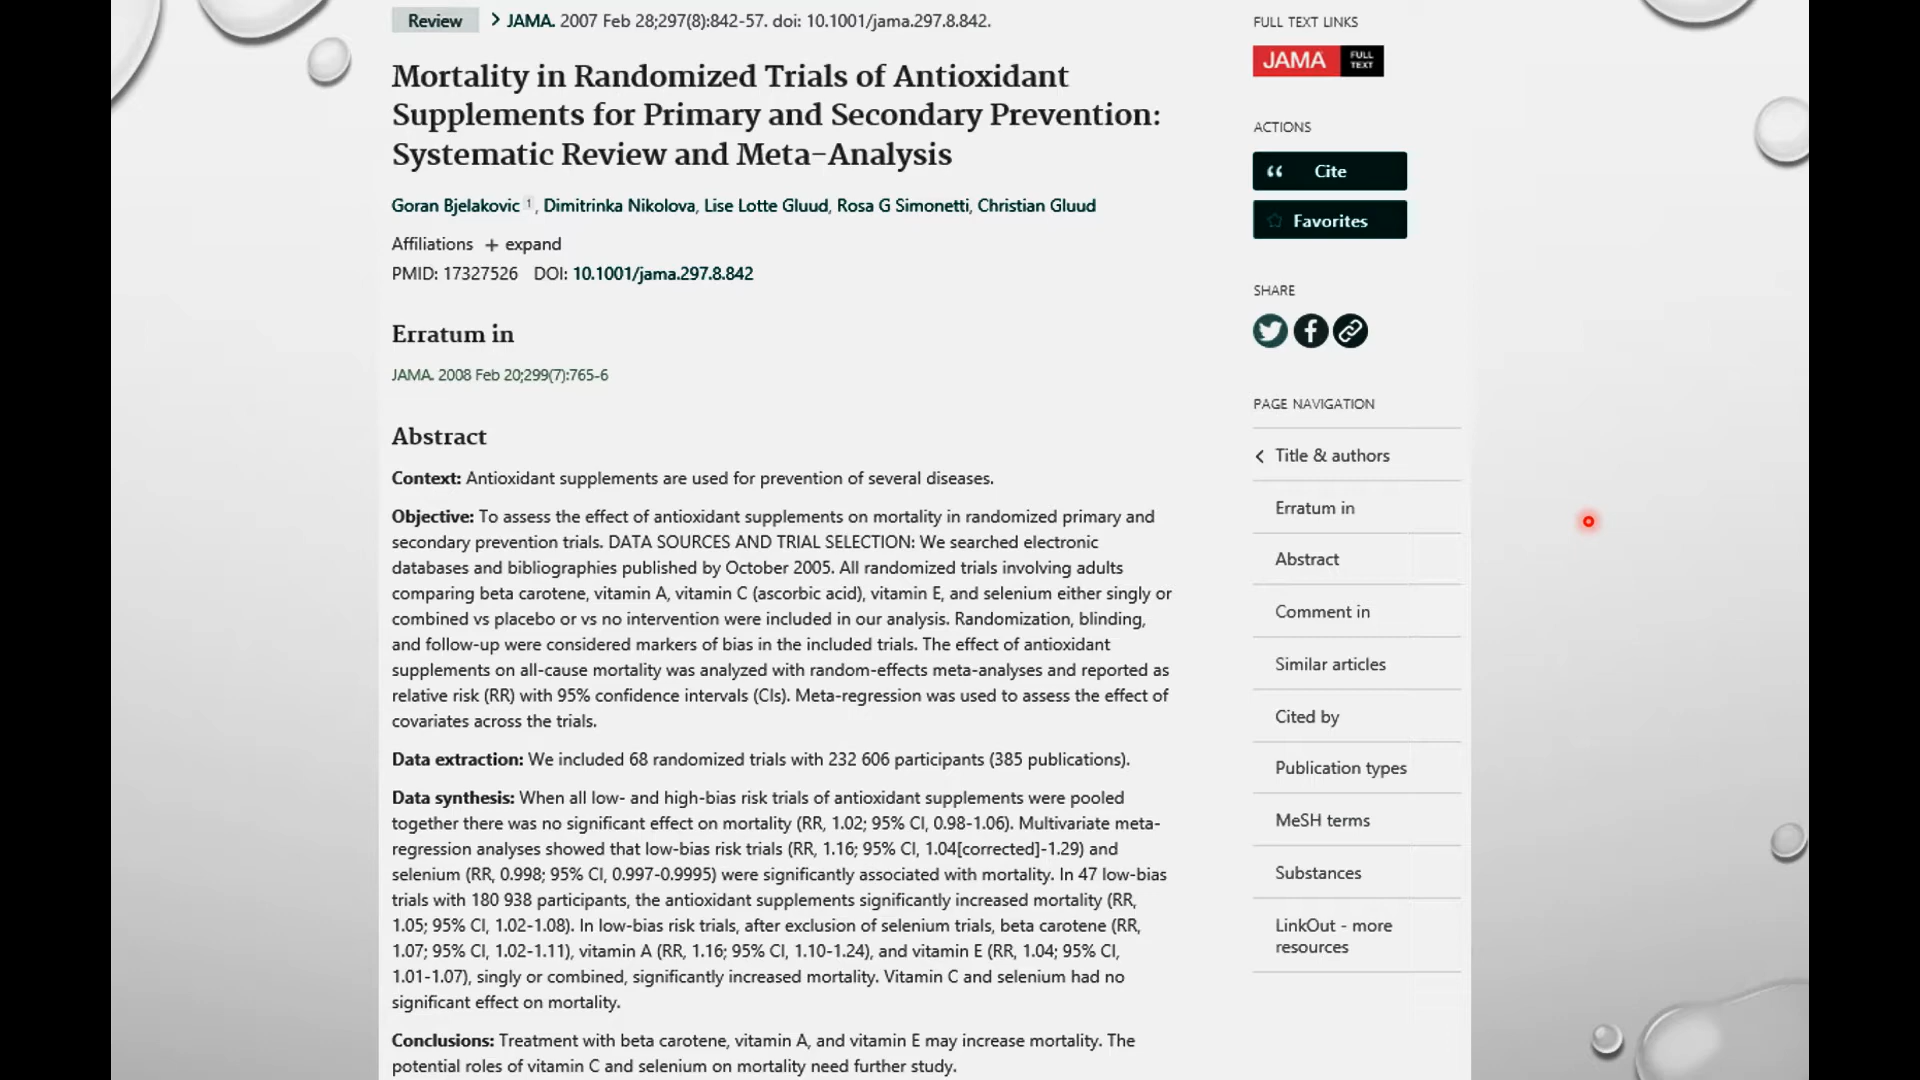 Review > JAMA. 2007 Feb 28;297(8):842-57. doi: 10.1001/jama.297.8.842.
Mortality in Randomized Trials of Antioxidant
Supplements for Primary and Secondary Prevention:
Systematic Review and Meta-Analysis
Goran Bjelakovic 1, Dimitrinka Nikolova, Lise Lotte Gluud, Rosa G Simonetti, Christian Gluud
Affiliations + expand
PMID: 17327526 DOI: 10.1001/jama.297.8.842
Erratum in
JAMA. 2008 Feb 20;299(7):765-6
Abstract
Context: Antioxidant supplements are used for prevention of several diseases.
Objective: To assess the effect of antioxidant supplements on mortality in randomized primary and
secondary prevention trials. DATA SOURCES AND TRIAL SELECTION: We searched electronic
databases and bibliographies published by October 2005. All randomized trials involving adults
comparing beta carotene, vitamin A, vitamin C (ascorbic acid), vitamin E, and selenium either singly or
combined vs placebo or vs no intervention were included in our analysis. Randomization, blinding,
and follow-up were considered markers of bias in the included trials. The effect of antioxidant
supplements on all-cause mortality was analyzed with random-effects meta-analyses and reported as
relative risk (RR) with 95% confidence intervals (CIs). Meta-regression was used to assess the effect of
covariates across the trials.
Data extraction: We included 68 randomized trials with 232 606 participants (385 publications).
Data synthesis: When all low- and high-bias risk trials of antioxidant supplements were pooled
together there was no significant effect on mortality (RR, 1.02; 95% CI, 0.98-1.06). Multivariate meta-
regression analyses showed that low-bias risk trials (RR, 1.16; 95% CI, 1.04[corrected]-1.29) and
selenium (RR, 0.998; 95% CI, 0.997-0.9995) were significantly associated with mortality. In 47 low-bias
trials with 180 938 participants, the antioxidant supplements significantly increased mortality (RR,
1.05; 95% CI, 1.02-1.08). In low-bias risk trials, after exclusion of selenium trials, beta carotene (RR,
1.07; 95% CI, 1.02-1.11), vitamin A (RR, 1.16; 95% CI, 1.10-1.24), and vitamin E (RR, 1.04; 95% CI,
1.01-1.07), singly or combined, significantly increased mortality. Vitamin C and selenium had no
significant effect on mortality.
Conclusions: Treatment with beta carotene, vitamin A, and vitamin E may increase mortality. The
potential roles of vitamin C and selenium on mortality need further study.
FULL TEXT LINKS
JAMA FULL TEXT
ACTIONS
Cite
Favorites
SHARE
PAGE NAVIGATION
< Title & authors
Erratum in
Abstract
Comment in
Similar articles
Cited by
Publication types
MeSH terms
Substances
LinkOut - more
resources